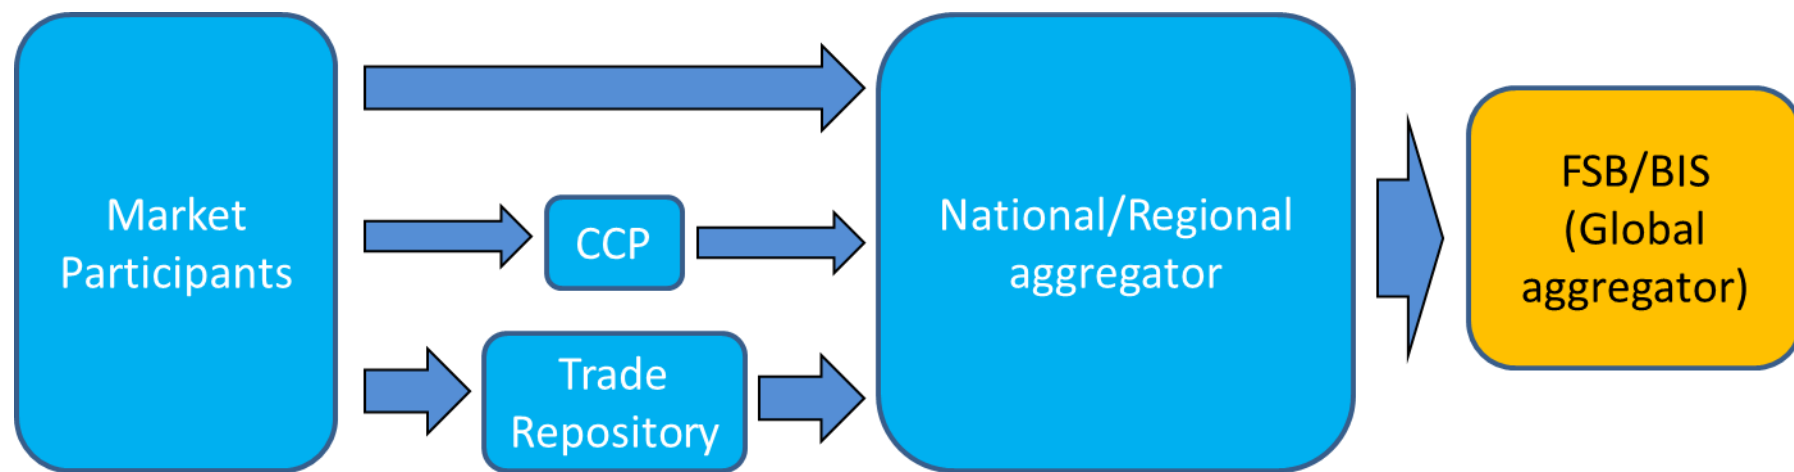 Market
Participants
CCP
Trade
Repository
National/Regional
aggregator
FSB/BIS
(Global
aggregator)